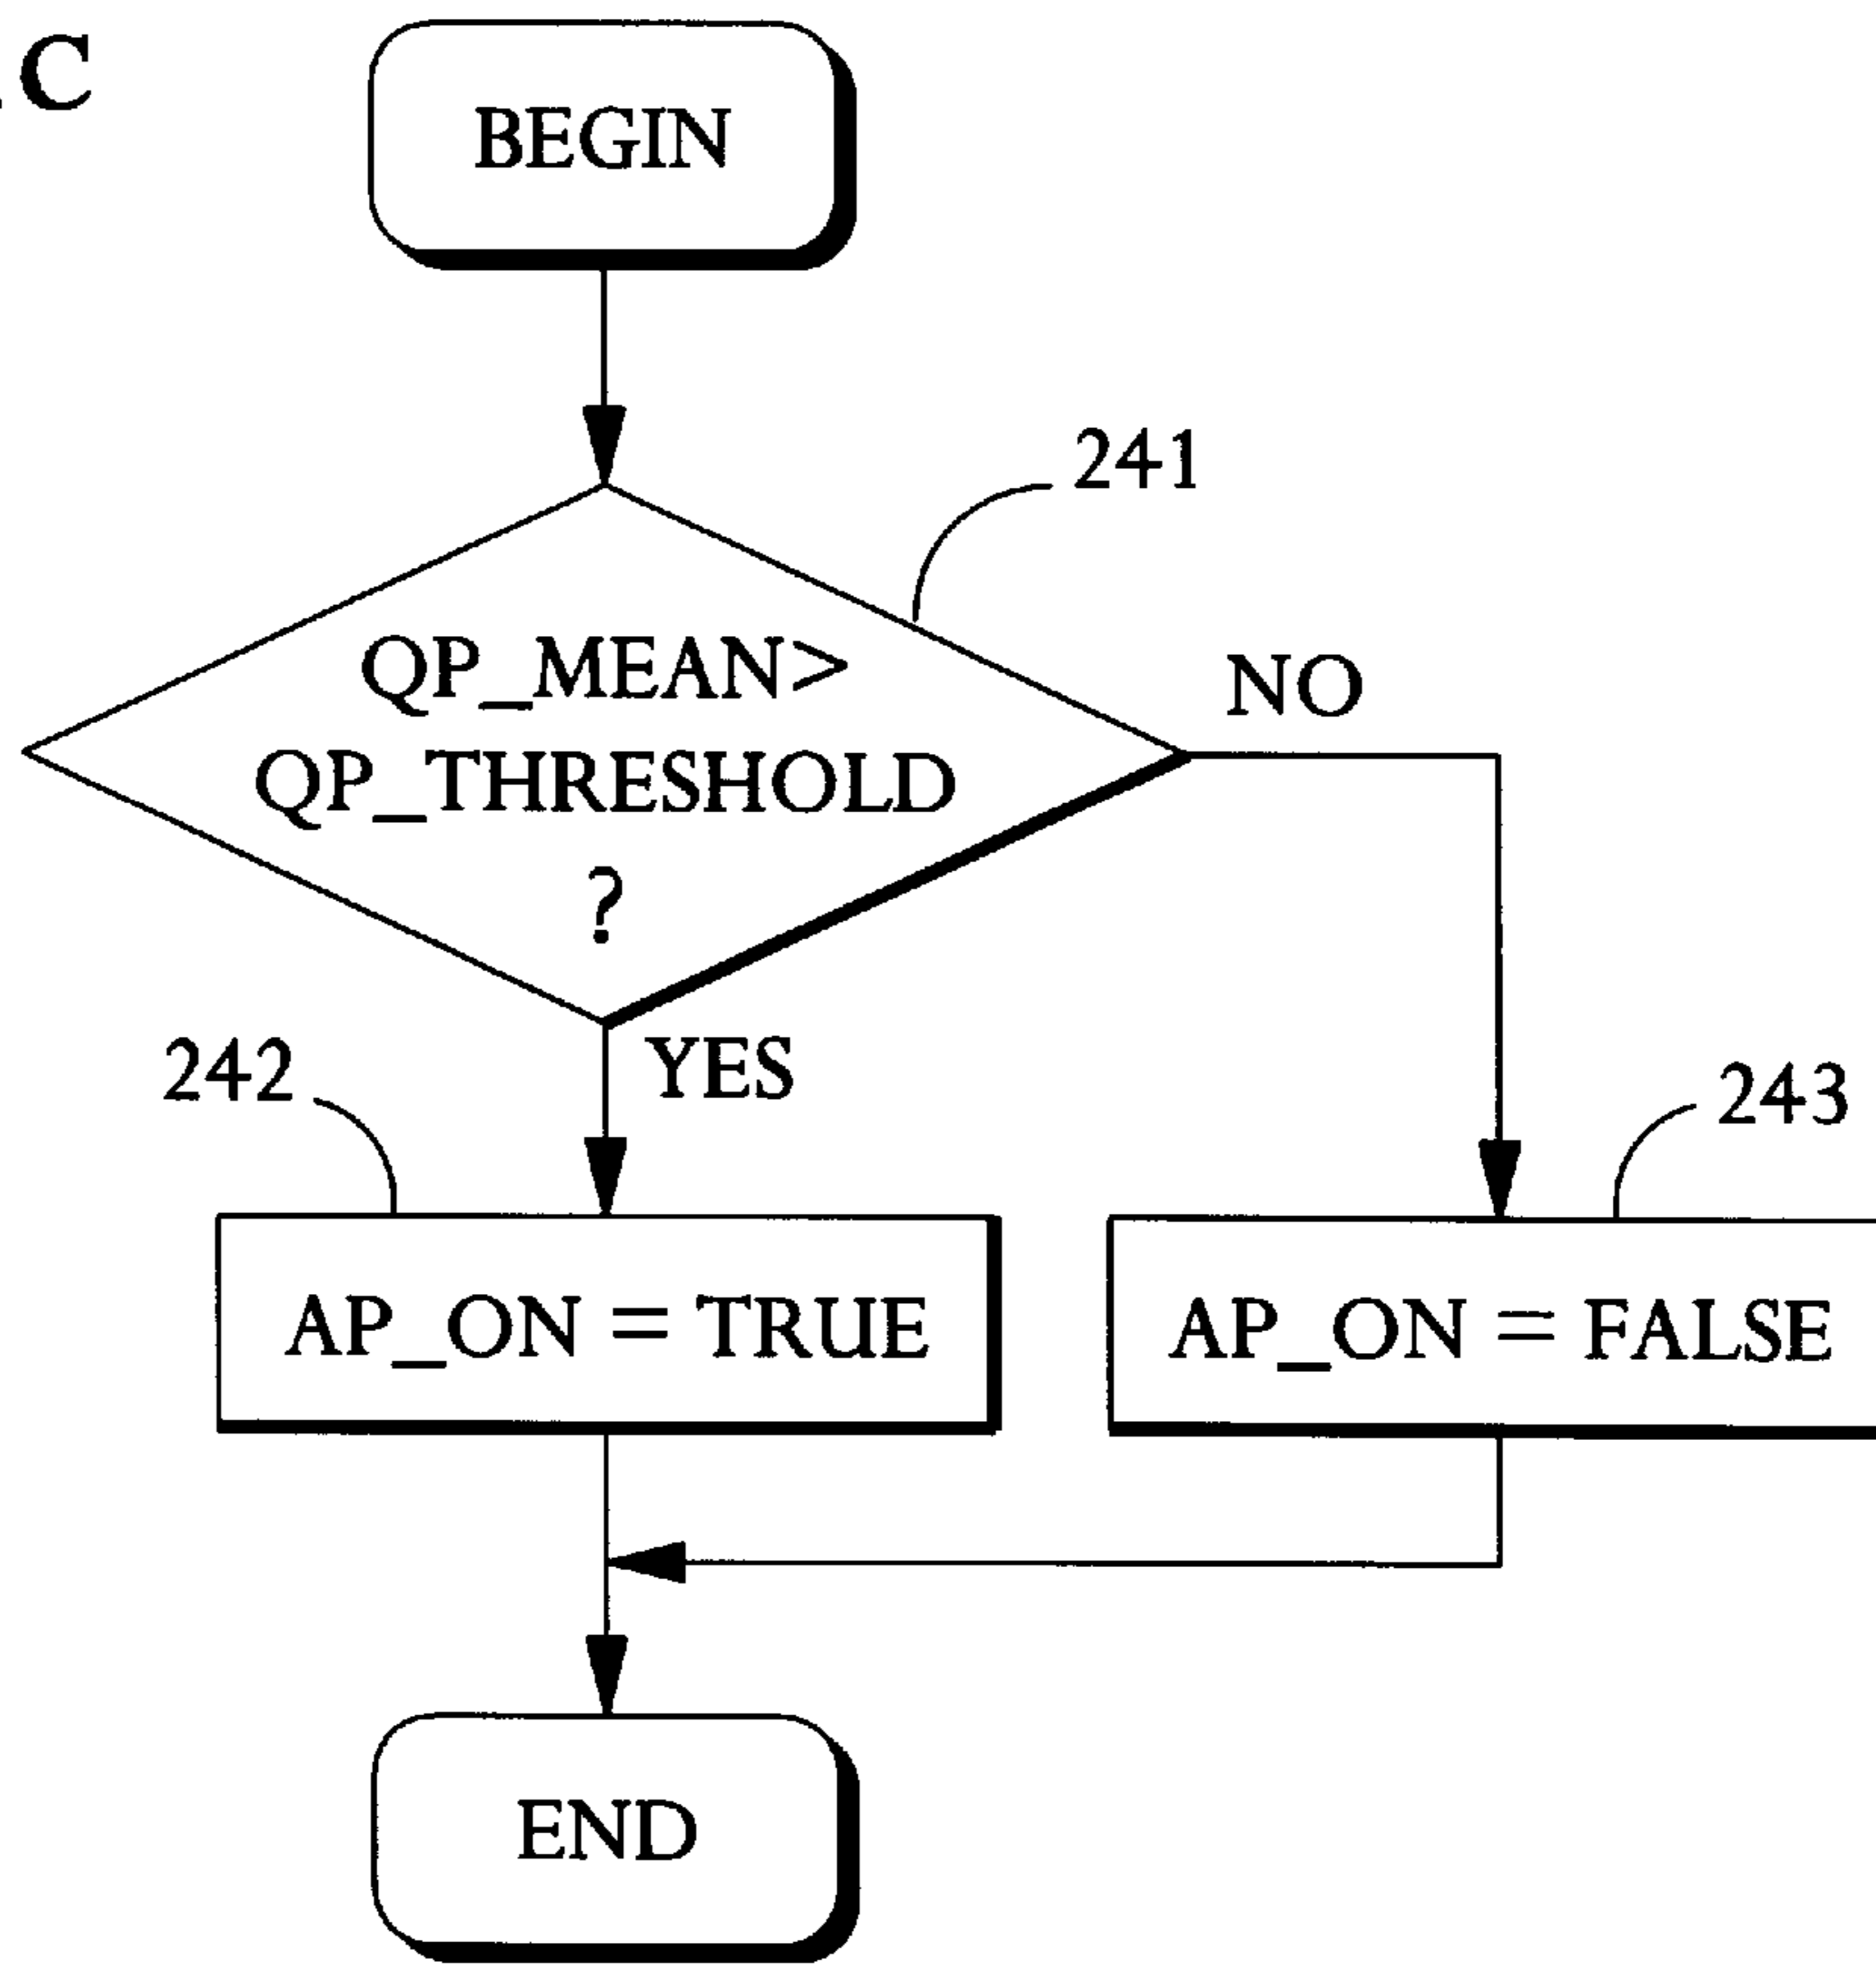 C
BEGIN
241
QP_MEAN>
QP_THRESHOLD
?
NO
YES
242
243
AP_ON = TRUE
AP_ON = FALSE
END